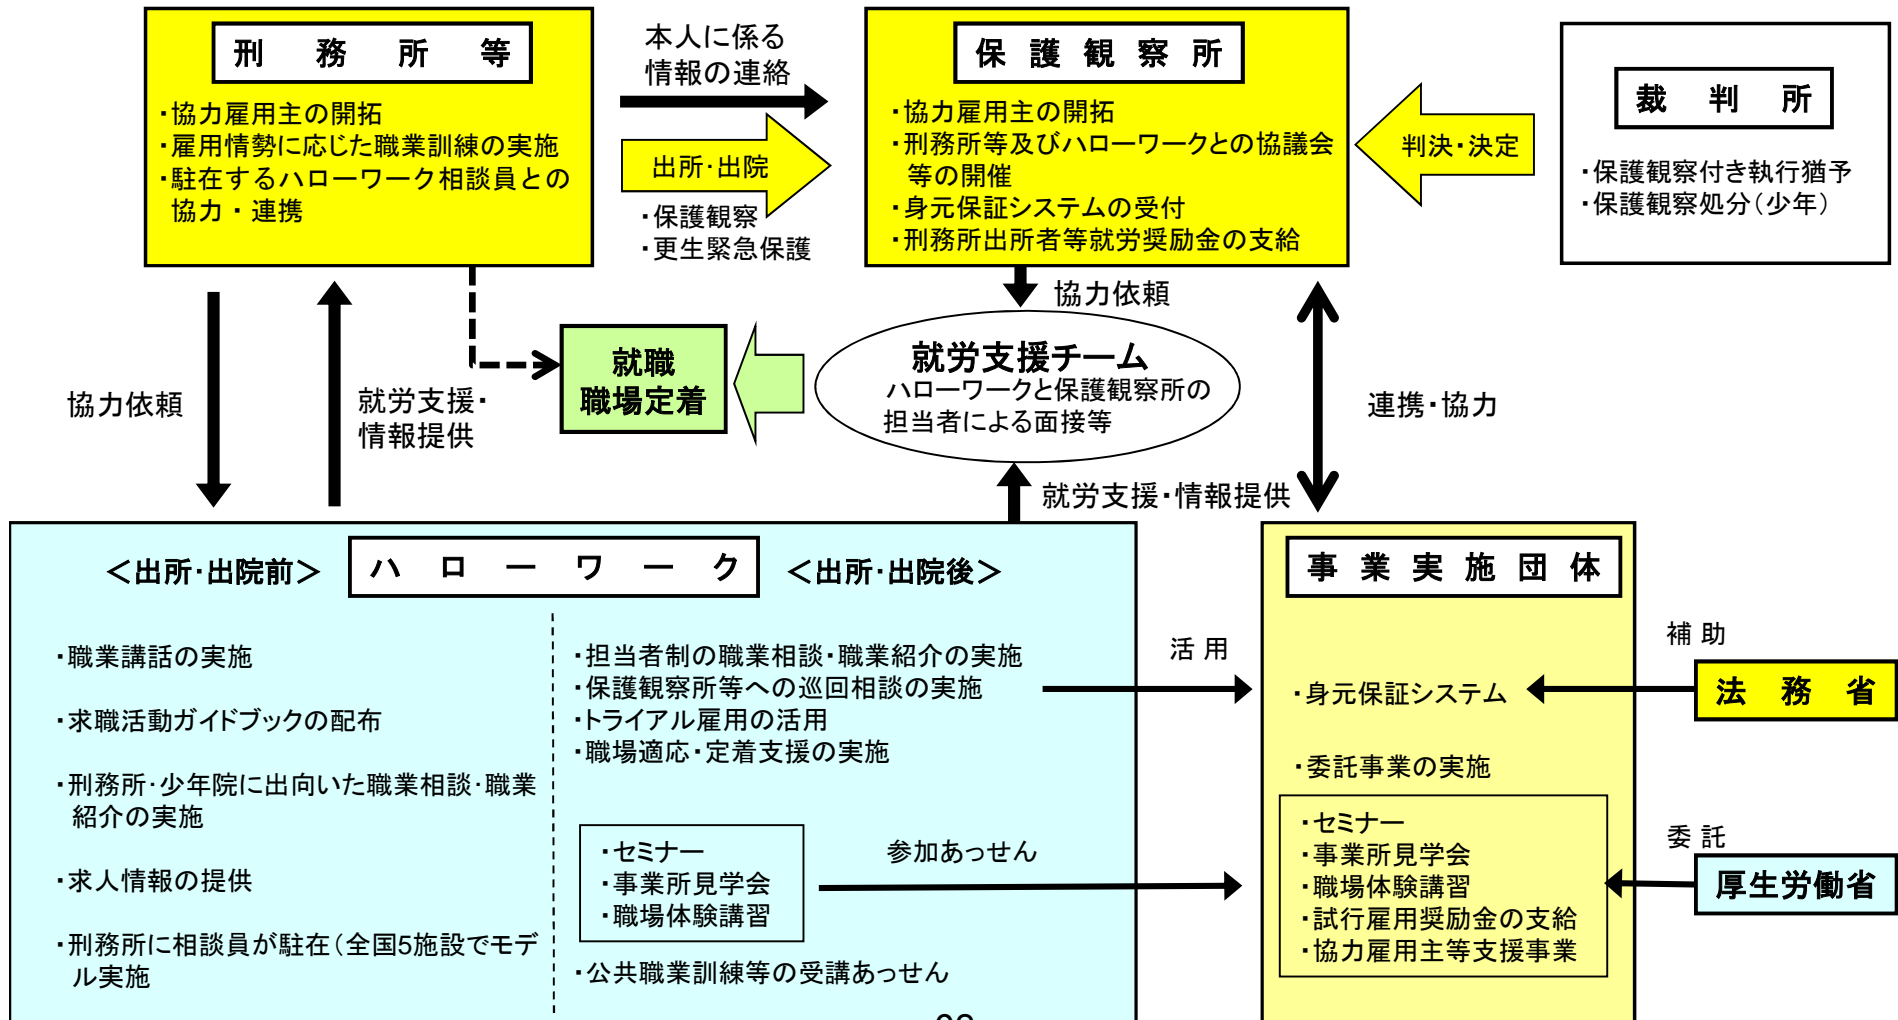 刑務所等
・協力雇用主の開拓
・雇用情勢に応じた職業訓練の実施
・駐在するハローワーク相談員との
協力・連携
本人に係る
情報の連絡
出所・出院
・保護観察
・更生緊急保護
保護観察所
・協力雇用主の開拓
・刑務所等及びハローワークとの協議会
等の開催
・身元保証システムの受付
・刑務所出所者等就労奨励金の支給
判決・決定
裁判所
・保護観察付き執行猶予
・保護観察処分(少年)
協力依頼
就労支援・
情報提供
就職
職場定着
協力依頼
就労支援チーム
ハローワークと保護観察所の
担当者による面接等
連携・協力
就労支援・情報提供
<出所・出院前>
ハローワーク
<出所・出院後>
・職業講話の実施
・求職活動ガイドブックの配布
・刑務所・少年院に出向いた職業相談・職業
紹介の実施
・求人情報の提供
・刑務所に相談員が駐在(全国5施設でモデ
ル実施
・担当者制の職業相談・職業紹介の実施
・保護観察所等への巡回相談の実施
・トライアル雇用の活用
・職場適応・定着支援の実施
・セミナー
・事業所見学会
・職場体験講習
・公共職業訓練等の受講あっせん
活用
参加あっせん
事業実施団体
・身元保証システム
・委託事業の実施
・セミナー
・事業所見学会
・職場体験講習
・試行雇用奨励金の支給
・協力雇用主等支援事業
補助
法務省
委託
厚生労働省